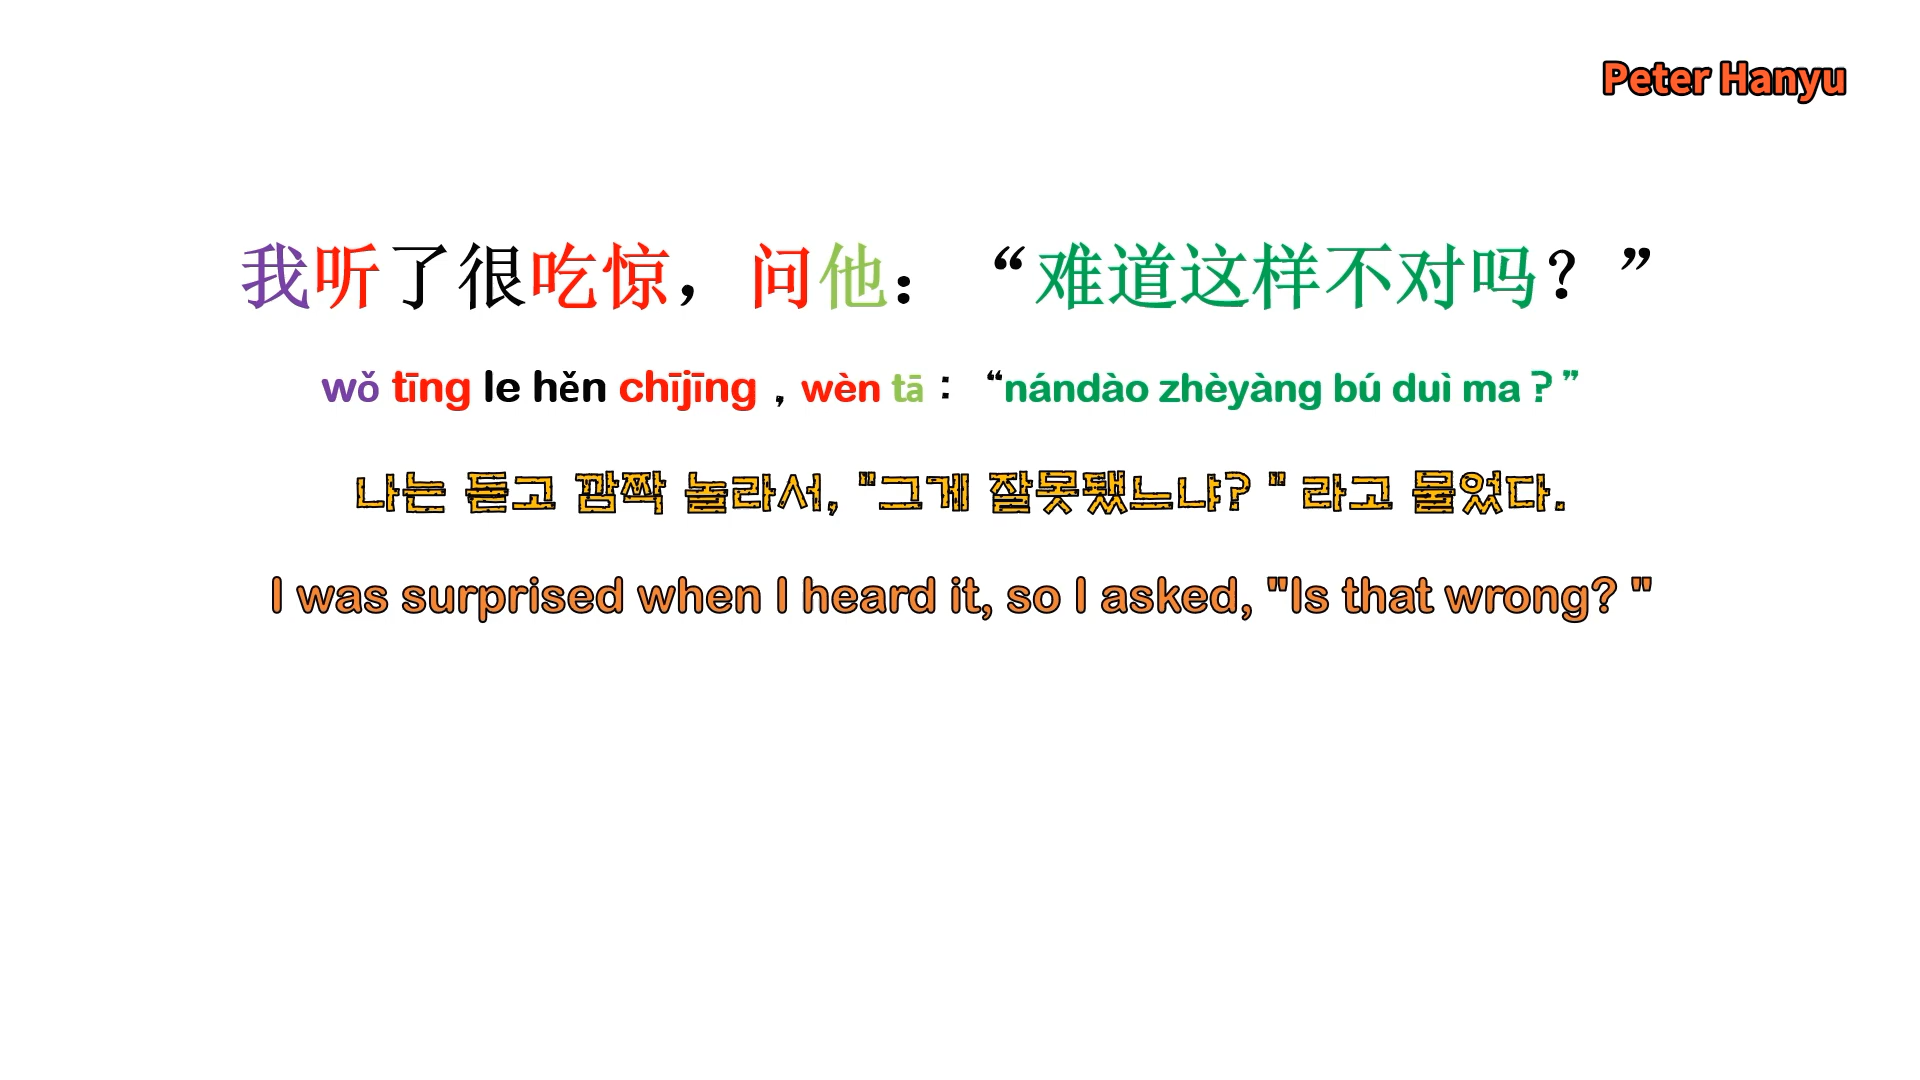 Peter Hanyu
我听了很吃惊，问他：“难道这样不对吗？”
wǒ tīng le hěn chījīng，wèn tā：“nándào zhèyàng bú duì ma？”
나는 듣고 깜짝 놀라서, "그게 잘못됐느냐? " 라고 물었다.
I was surprised when I heard it, so I asked, "Is that wrong? "